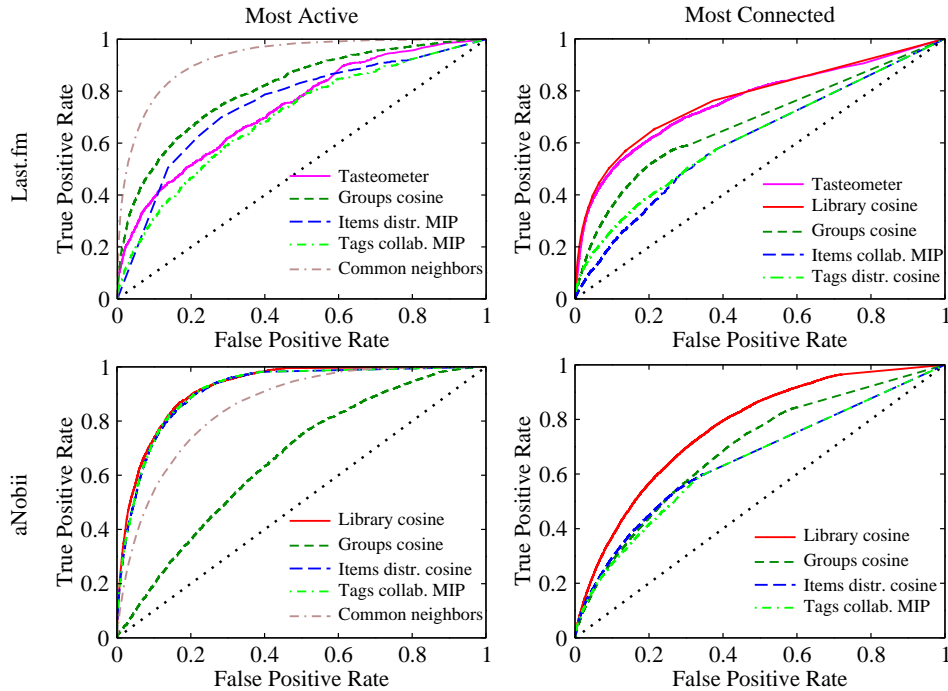 Most Active
Most Connected
Last.fm
True Positive Rate
1
0.8
0.6
0.4
0.2
0
Tasteometer
Groups cosine
Items distr. MIP
Tags collab. MIP
Common neighbors
0 0.2 0.4 0.6 0.8 1
False Positive Rate
True Positive Rate
1
0.8
0.6
0.4
0.2
0
Tasteometer
Library cosine
Groups cosine
Items collab. MIP
Tags distr. cosine
0 0.2 0.4 0.6 0.8 1
False Positive Rate
aNobii
True Positive Rate
1
0.8
0.6
0.4
0.2
0
Library cosine
Groups cosine
Items distr. cosine
Tags collab. MIP
Common neighbors
0 0.2 0.4 0.6 0.8 1
False Positive Rate
True Positive Rate
1
0.8
0.6
0.4
0.2
0
Library cosine
Groups cosine
Items distr. cosine
Tags collab. MIP
0 0.2 0.4 0.6 0.8 1
False Positive Rate